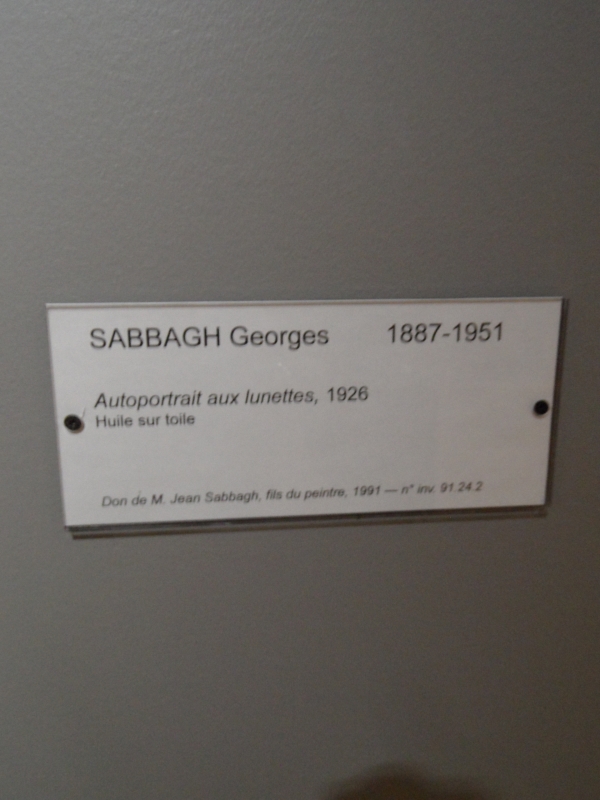 SABBAGH Georges 1887-1951
Autoportrait aux lunettes, 1926
Huile sur toile
Don de M. Jean Sabbagh, fils du peintre, 1991 — n° inv. 91.24.2